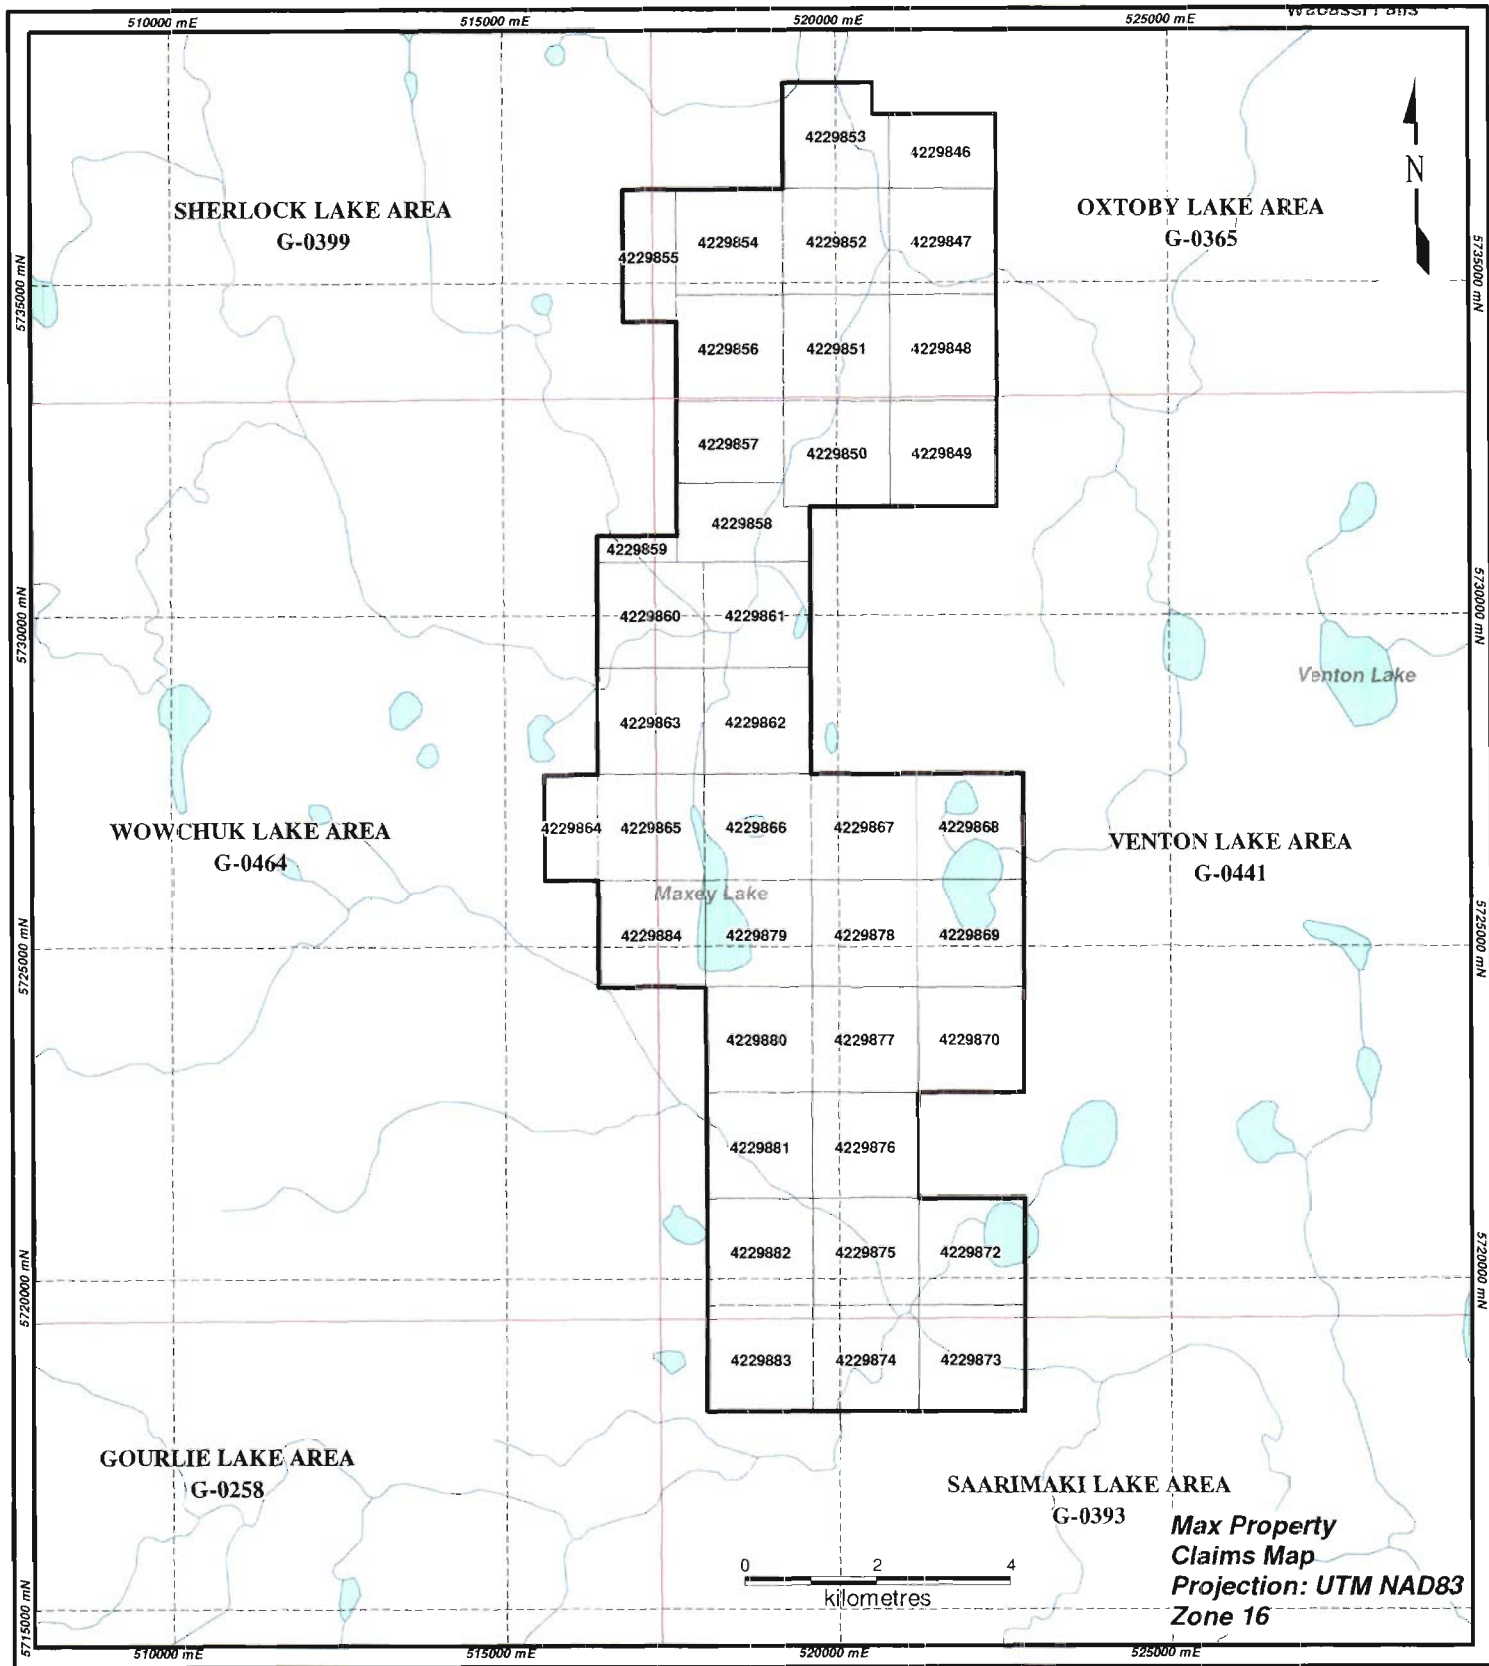 Wabassi Falls
510000 mE
515000 mE
520000 mE
525000 mE
4229853
4229846
N
SHERLOCK LAKE AREA
G-0399
OXTOBY LAKE AREA
G-0365
4229855
4229854
4229852
4229847
5735000 mN
5735000 mN
4229856
4229851
4229848
4229857
4229850
4229849
4229858
4229859
5730000 mN
5730000 mN
4229860
4229861
Venton Lake
4229863
4229862
4229864
4229865
4229866
4229867
4229868
WOWCHUK LAKE AREA
G-0464
VENTON LAKE AREA
G-0441
Maxey Lake
4229884
4229879
4229878
4229869
5725000 mN
5725000 mN
4229880
4229877
4229870
4229881
4229876
4229882
4229875
4229872
5720000 mN
5720000 mN
4229883
4229874
4229873
GOURLIE LAKE AREA
G-0258
SAARIMAKI LAKE AREA
G-0393
Max Property
Claims Map
Projection: UTM NAD83
Zone 16
0 2 4
kilometres
5715000 mN
510000 mE
515000 mE
520000 mE
525000 mE